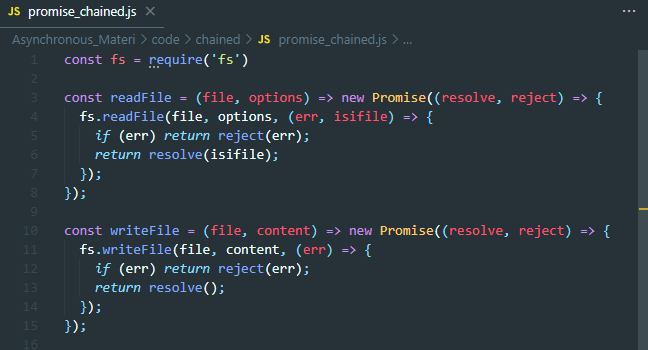 JS promise_chained.js × ···
Asynchronous_Materi > code > chained > JS promise_chained.js > ...
1 const fs = require('fs')
2
3 const readFile = (file, options) => new Promise((resolve, reject) => {
4   fs.readFile(file, options, (err, isifile) => {
5     if (err) return reject(err);
6     return resolve(isifile);
7   });
8 });
9
10 const writeFile = (file, content) => new Promise((resolve, reject) => {
11   fs.writeFile(file, content, (err) => {
12     if (err) return reject(err);
13     return resolve();
14   });
15 });
16